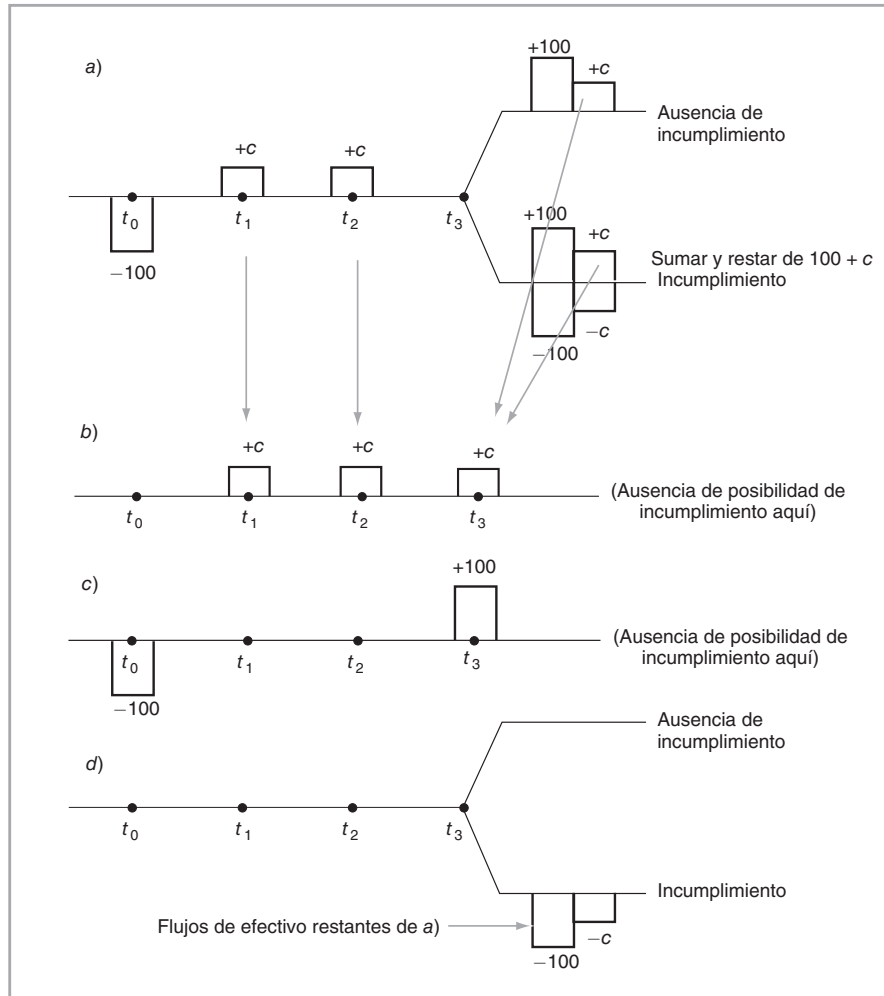 +100
a)
+c
Ausencia de
incumplimiento
+c
+c
t0
t1
t2
t3
−100
+100
+c
Sumar y restar de 100 + c
Incumplimiento
−c
−100
b)
+c
+c
+c
(Ausencia de posibilidad de
incumplimiento aquí)
t0
t1
t2
t3
+100
c)
(Ausencia de posibilidad de
incumplimiento aquí)
t0
t1
t2
t3
−100
Ausencia de
incumplimiento
d)
t0
t1
t2
t3
Incumplimiento
Flujos de efectivo restantes de a)
−c
−100